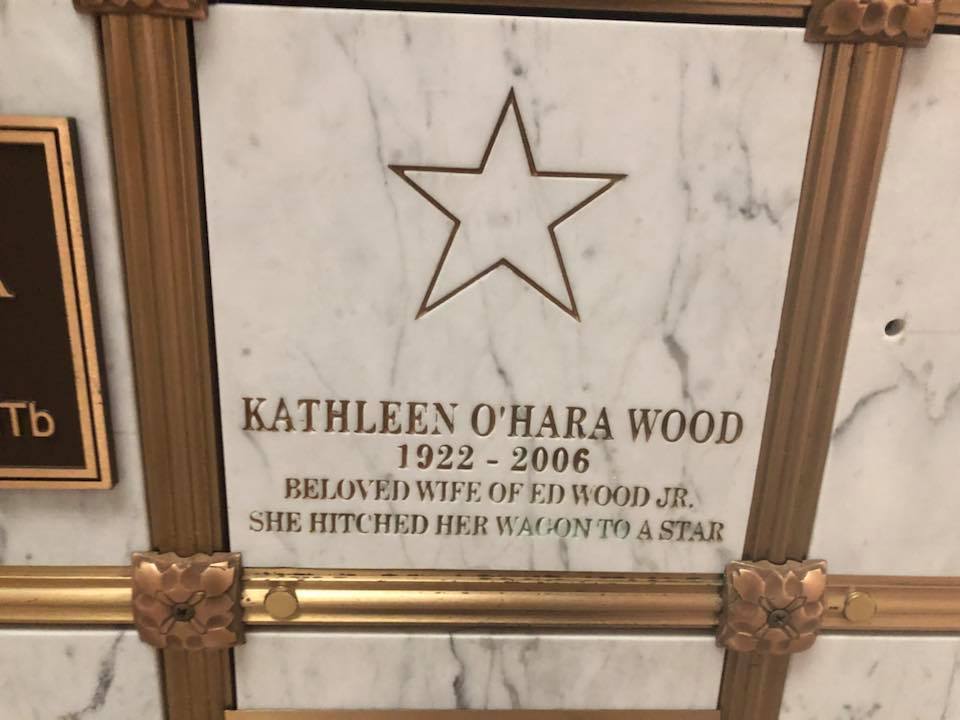 KATHLEEN O'HARA WOOD
1922 - 2006
BELOVED WIFE OF ED WOOD JR.
SHE HITCHED HER WAGON TO A STAR